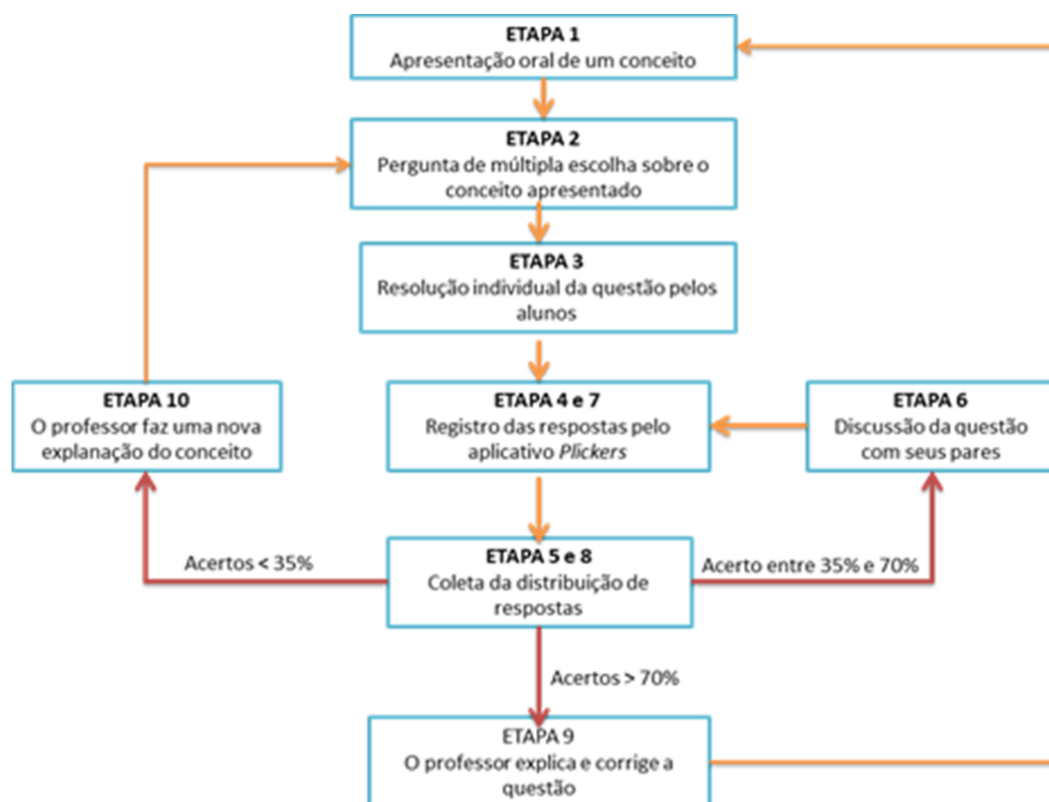 ETAPA 1
Apresentação oral de um conceito
ETAPA 2
Pergunta de múltipla escolha sobre o
conceito apresentado
ETAPA 3
Resolução individual da questão pelos
alunos
ETAPA 10
O professor faz uma nova
explanação do conceito
ETAPA 4 e 7
Registro das respostas pelo
aplicativo Plickers
ETAPA 6
Discussão da questão
com seus pares
Acertos < 35%
ETAPA 5 e 8
Coleta da distribuição de
respostas
Acerto entre 35% e 70%
Acertos > 70%
ETAPA 9
O professor explica e corrige a
questão